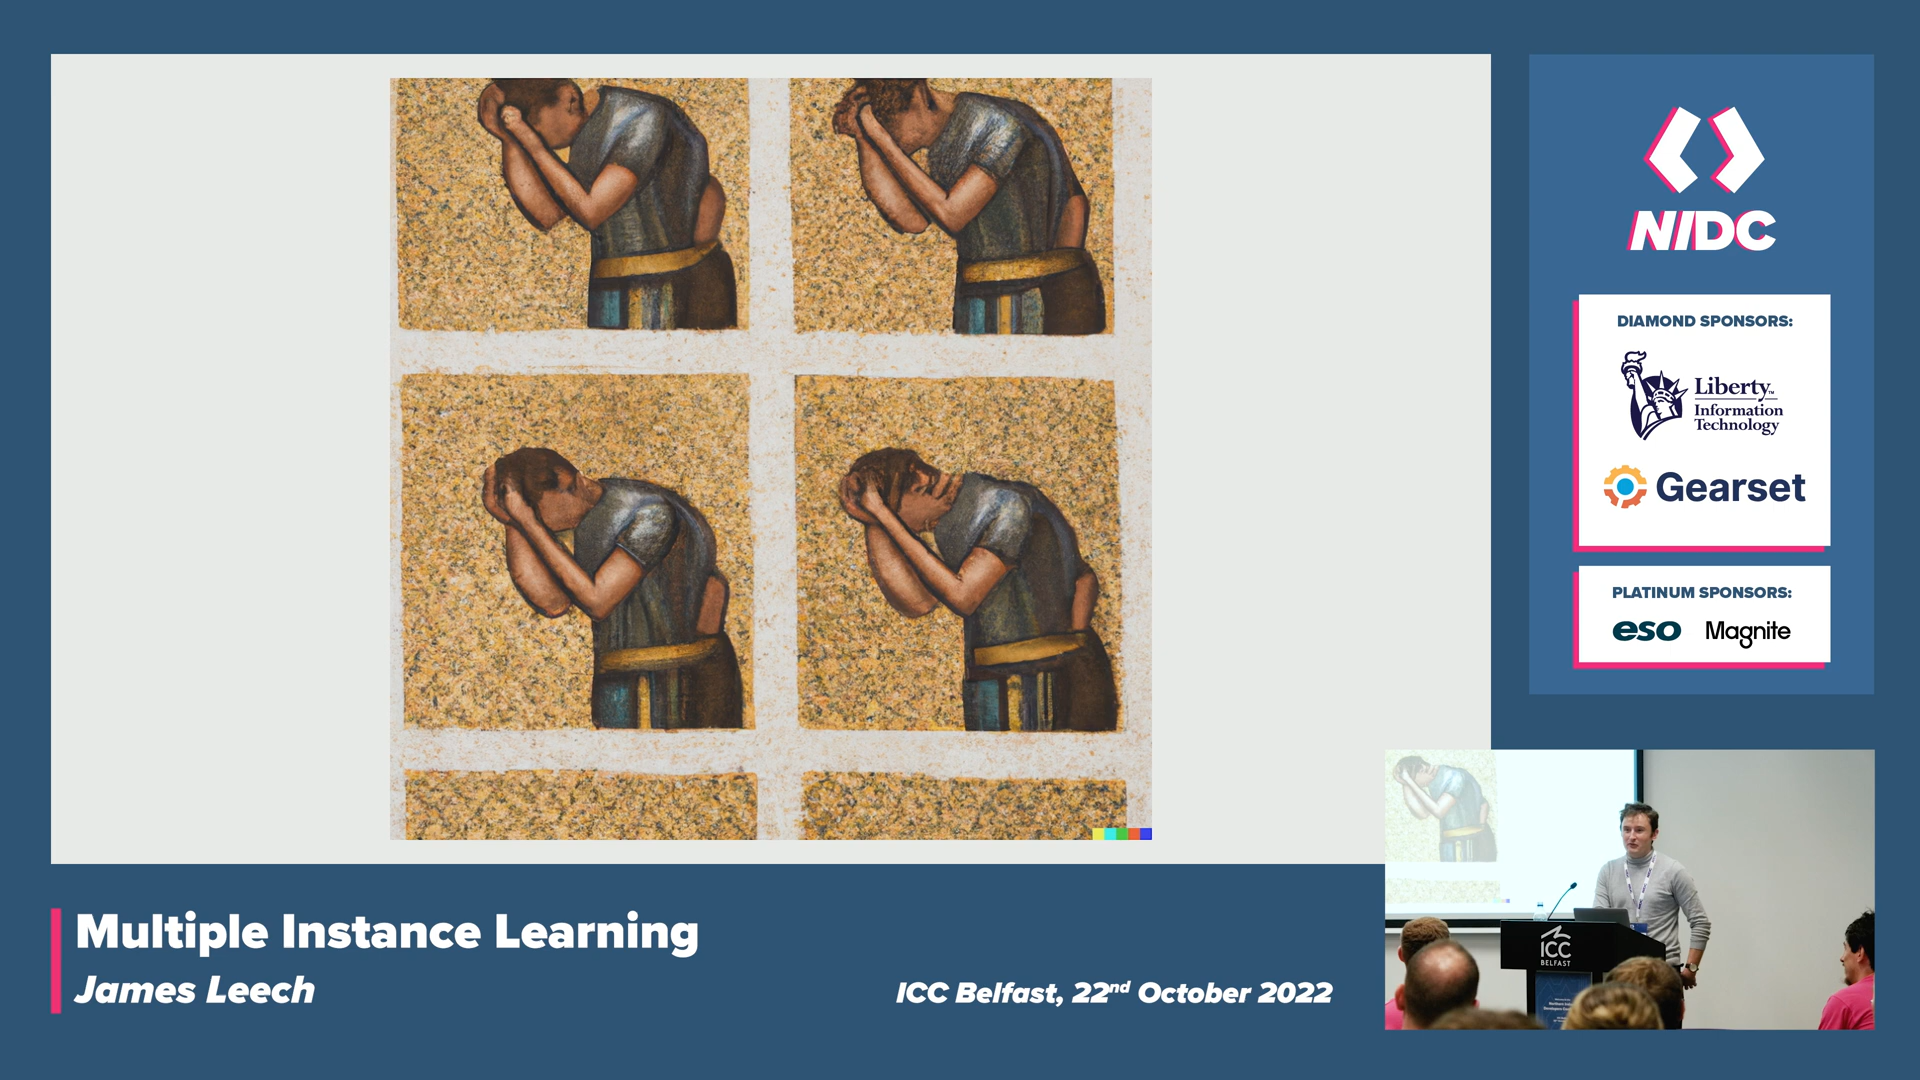 NIDC
DIAMOND SPONSORS:
Liberty™
Information
Technology
Gearset
PLATINUM SPONSORS:
eso Magnite
Multiple Instance Learning
James Leech
ICC Belfast, 22nd October 2022
ICC
BELFAST